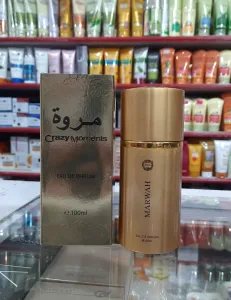 مروة
Crazy Moments
EAU DE PARFUM
e 100ml
MARWAH